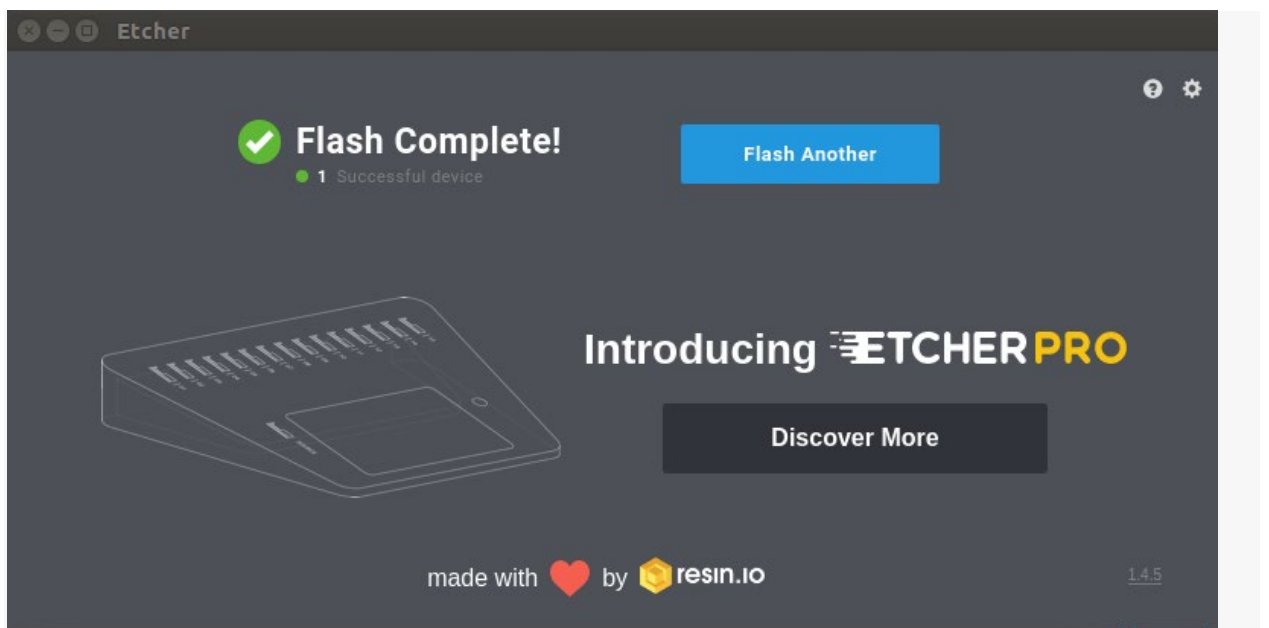 Etcher
Flash Complete!
Flash Another
1 Successful device
Introducing ETCHER PRO
Discover More
made with by resin.io
1.4.5